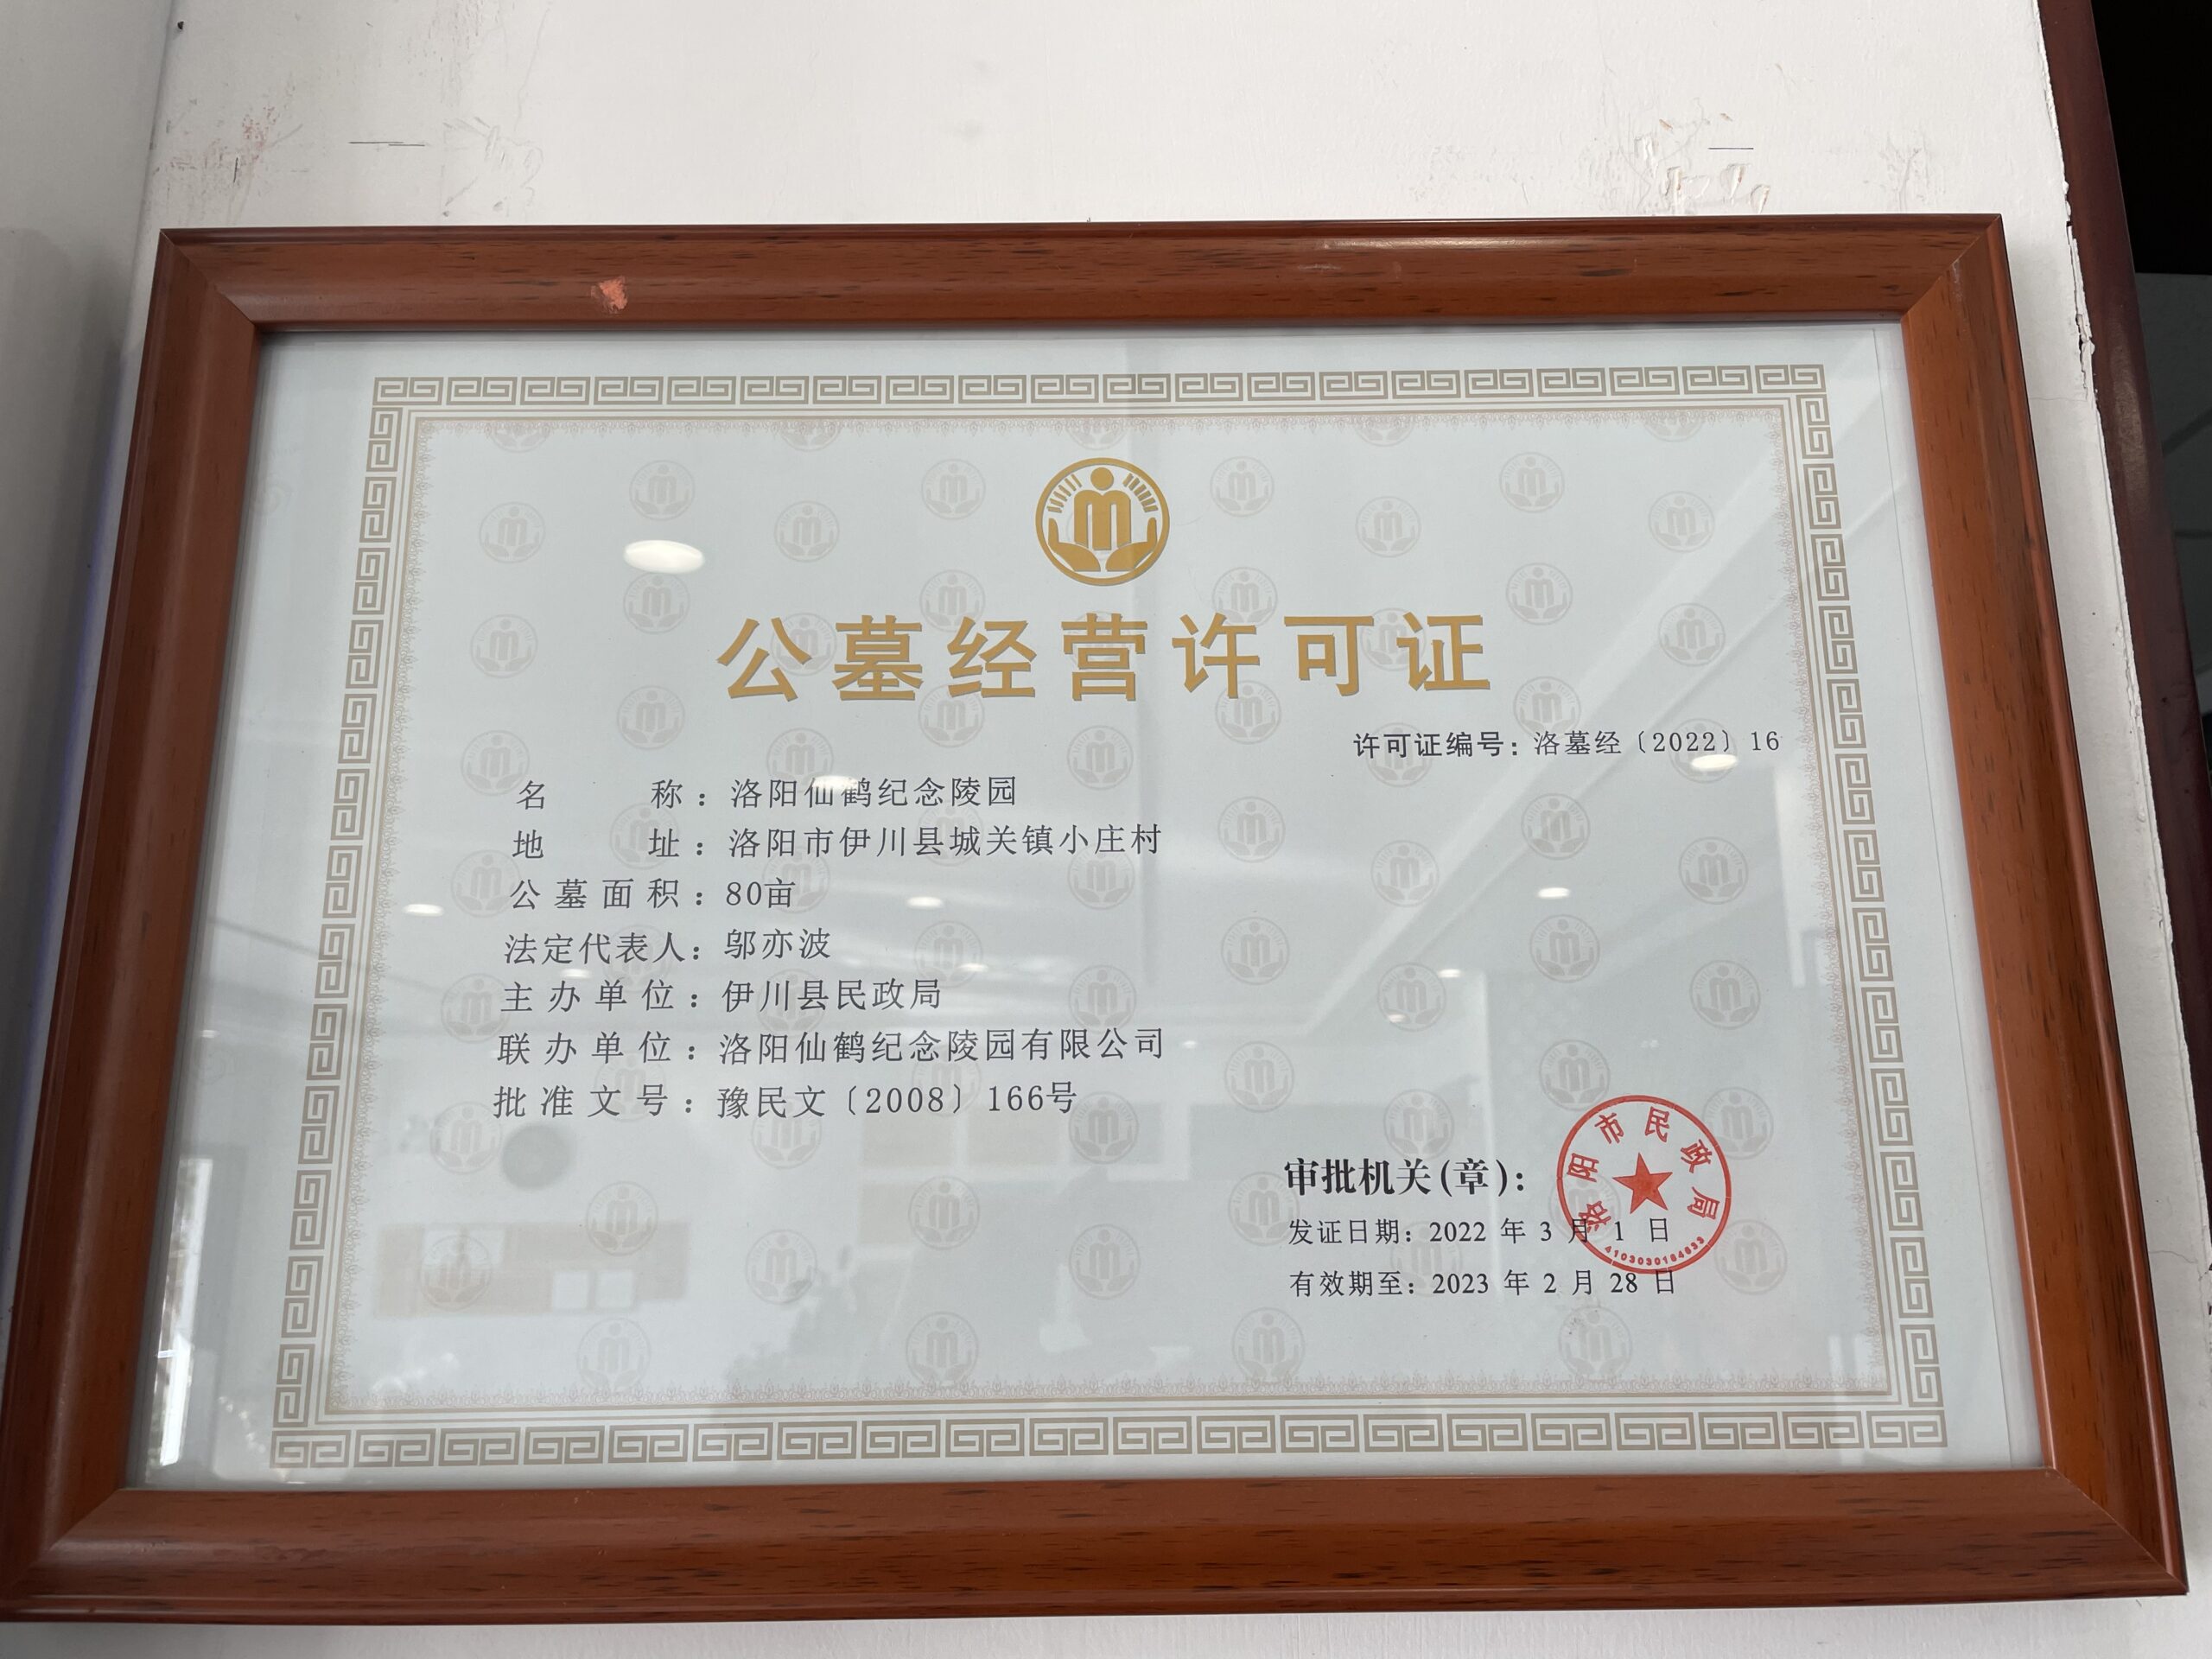 公墓经营许可证
许可证编号：洛墓经〔2022〕16
名称：洛阳仙鹤纪念陵园
地址：洛阳市伊川县城关镇小庄村
公墓面积：80亩
法定代表人：邬亦波
主办单位：伊川县民政局
联办单位：洛阳仙鹤纪念陵园有限公司
批准文号：豫民文〔2008〕166号
审批机关(章)：
洛阳市民政局
发证日期：2022 年 3 月 1 日
4103030184633
有效期至：2023 年 2 月 28 日